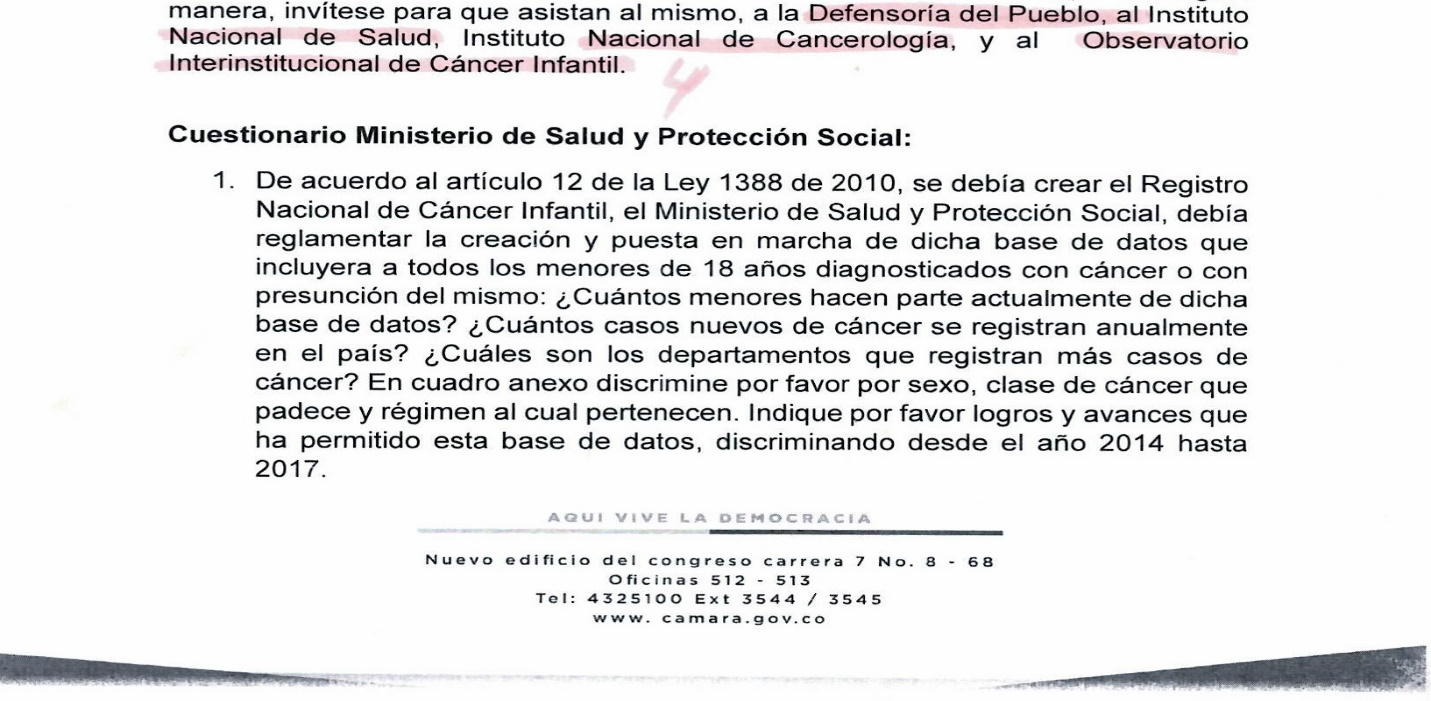 manera, invítese para que asistan al mismo, a la Defensoría del Pueblo, al Instituto
Nacional de Salud, Instituto Nacional de Cancerología, y al Observatorio
Interinstitucional de Cáncer Infantil.
4
Cuestionario Ministerio de Salud y Protección Social:
1. De acuerdo al artículo 12 de la Ley 1388 de 2010, se debía crear el Registro
Nacional de Cáncer Infantil, el Ministerio de Salud y Protección Social, debía
reglamentar la creación y puesta en marcha de dicha base de datos que
incluyera a todos los menores de 18 años diagnosticados con cáncer o con
presunción del mismo: ¿Cuántos menores hacen parte actualmente de dicha
base de datos? ¿Cuántos casos nuevos de cáncer se registran anualmente
en el país? ¿Cuáles son los departamentos que registran más casos de
cáncer? En cuadro anexo discrimine por favor por sexo, clase de cáncer que
padece y régimen al cual pertenecen. Indique por favor logros y avances que
ha permitido esta base de datos, discriminando desde el año 2014 hasta
2017.
AQUI VIVE LA DEMOCRACIA
Nuevo edificio del congreso carrera 7 No. 8 - 68
Oficinas 512 - 513
Tel: 4325100 Ext 3544 / 3545
www. camara.gov.co